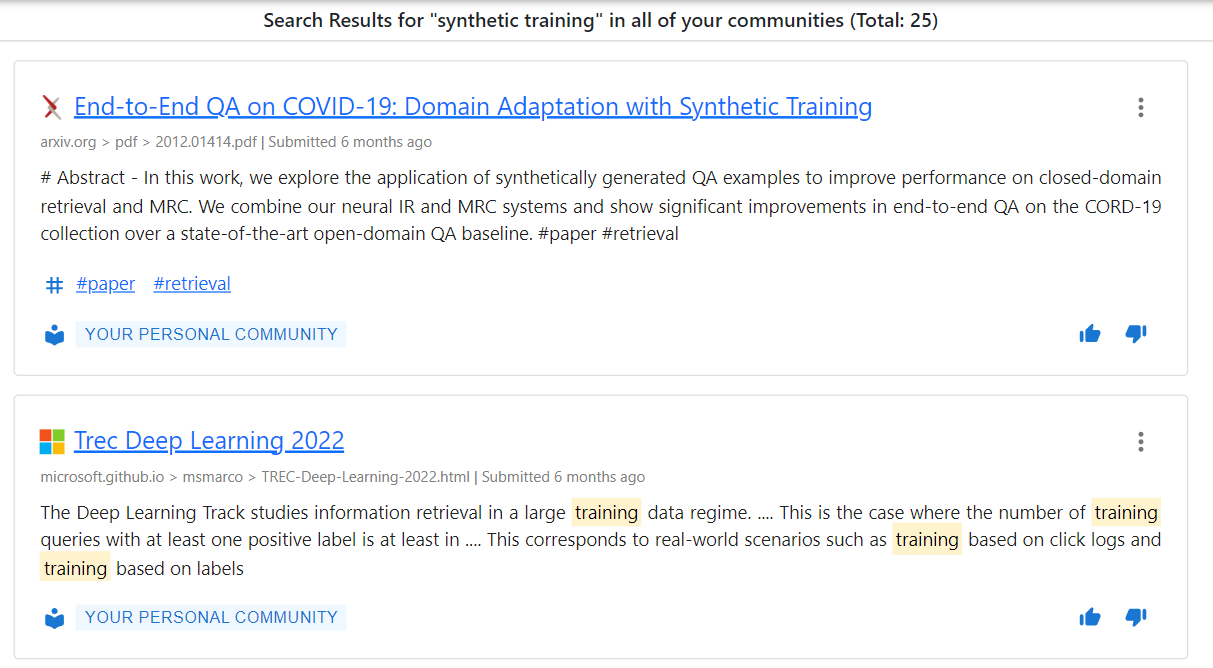 Search Results for "synthetic training" in all of your communities (Total: 25)
End-to-End QA on COVID-19: Domain Adaptation with Synthetic Training
arxiv.org > pdf > 2012.01414.pdf | Submitted 6 months ago
# Abstract - In this work, we explore the application of synthetically generated QA examples to improve performance on closed-domain
retrieval and MRC. We combine our neural IR and MRC systems and show significant improvements in end-to-end QA on the CORD-19
collection over a state-of-the-art open-domain QA baseline. #paper #retrieval
#paper #retrieval
YOUR PERSONAL COMMUNITY
Trec Deep Learning 2022
microsoft.github.io > msmarco > TREC-Deep-Learning-2022.html | Submitted 6 months ago
The Deep Learning Track studies information retrieval in a large training data regime. .... This is the case where the number of training
queries with at least one positive label is at least in .... This corresponds to real-world scenarios such as training based on click logs and
training based on labels
YOUR PERSONAL COMMUNITY